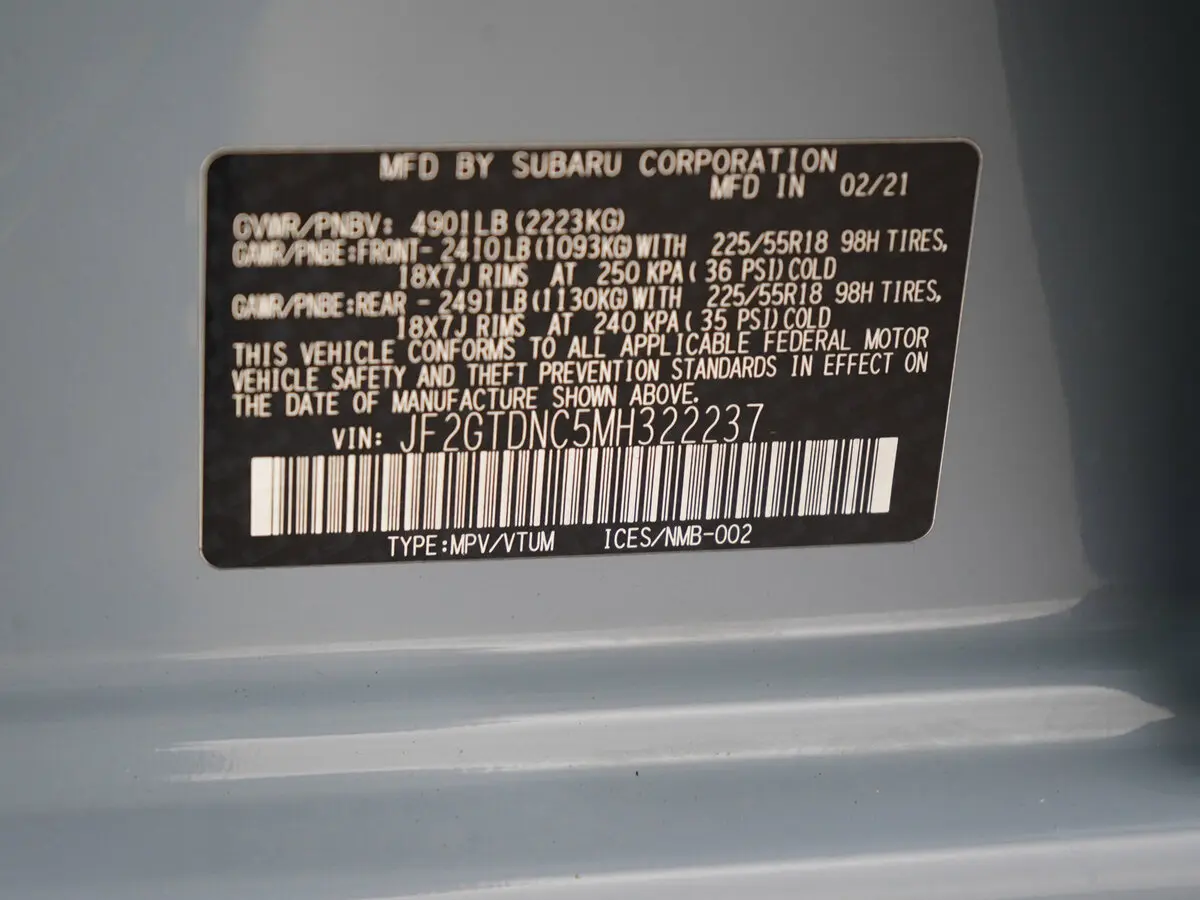 MFD BY SUBARU CORPORATION
MFD IN 02/21
GVWR/PNBV: 4901LB(2223KG)
GAWR/PNBE:FRONT- 2410LB(1093KG)WITH 225/55R18 98H TIRES,
18X7J RIMS AT 250 KPA( 36 PSI)COLD
GAWR/PNBE:REAR - 2491LB(1130KG)WITH 225/55R18 98H TIRES,
18X7J RIMS AT 240 KPA( 35 PSI)COLD
THIS VEHICLE CONFORMS TO ALL APPLICABLE FEDERAL MOTOR
VEHICLE SAFETY AND THEFT PREVENTION STANDARDS IN EFFECT ON
THE DATE OF MANUFACTURE SHOWN ABOVE.
VIN: JF2GTDNC5MH322237
TYPE:MPV/VTUM ICES/NMB-002